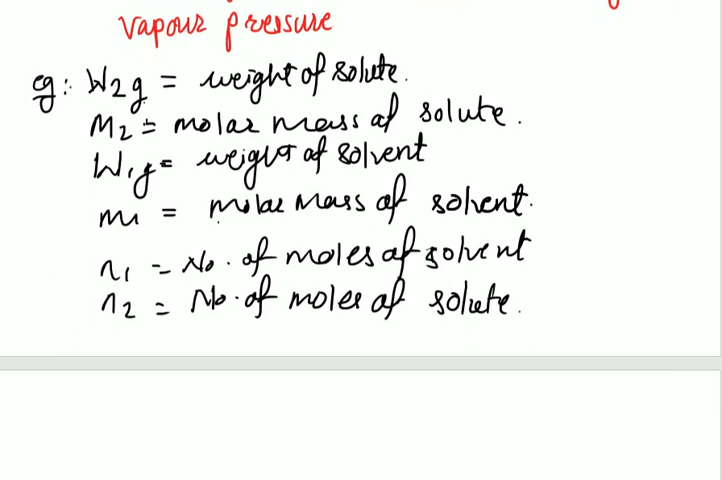 vapour pressure
eg: W2g = weight of solute.
M2 = molar mass of solute.
W1g = weight of solvent
m1 = molar mass of solvent.
n1 = No. of moles of solvent
n2 = No. of moles of solute.